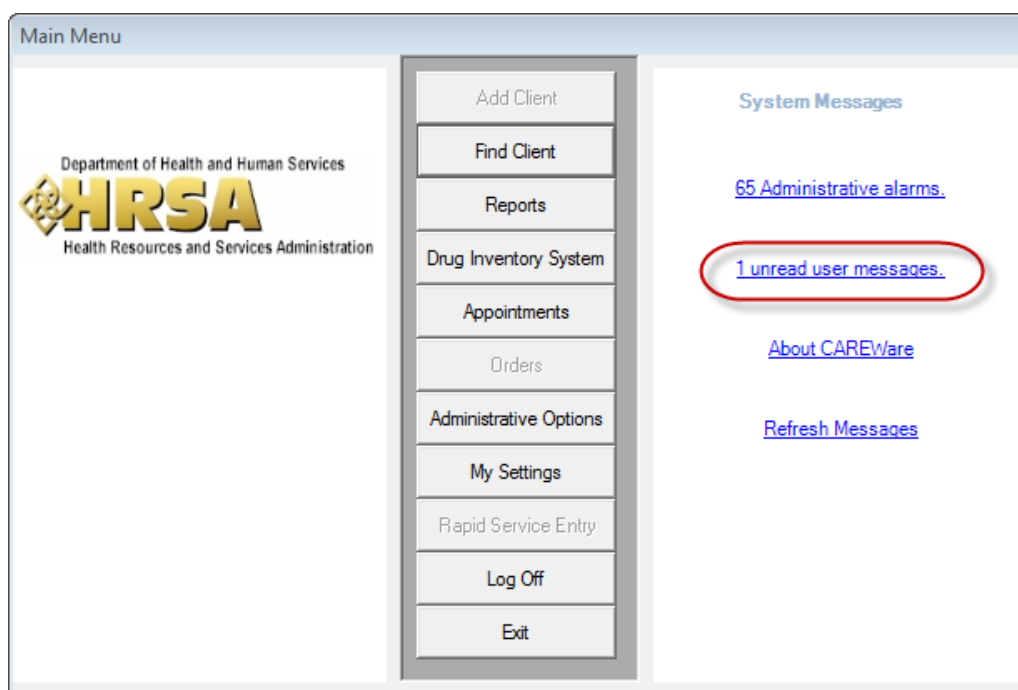 Main Menu
Department of Health and Human Services
HRSA
Health Resources and Services Administration
Add Client
Find Client
Reports
Drug Inventory System
Appointments
Orders
Administrative Options
My Settings
Rapid Service Entry
Log Off
Exit
System Messages
65 Administrative alarms.
1 unread user messages.
About CAREWare
Refresh Messages